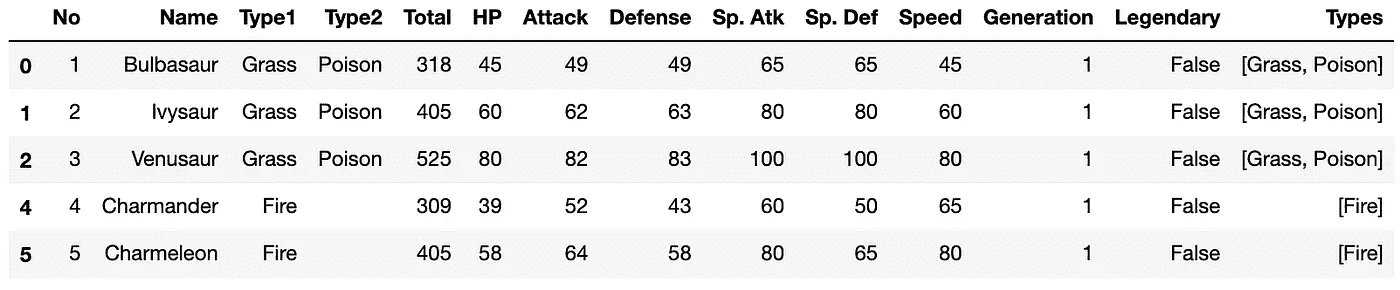 No Name Type1 Type2 Total HP Attack Defense Sp. Atk Sp. Def Speed Generation Legendary Types
0 1 Bulbasaur Grass Poison 318 45 49 49 65 65 45 1 False [Grass, Poison]
1 2 Ivysaur Grass Poison 405 60 62 63 80 80 60 1 False [Grass, Poison]
2 3 Venusaur Grass Poison 525 80 82 83 100 100 80 1 False [Grass, Poison]
4 4 Charmander Fire 309 39 52 43 60 50 65 1 False [Fire]
5 5 Charmeleon Fire 405 58 64 58 80 65 80 1 False [Fire]